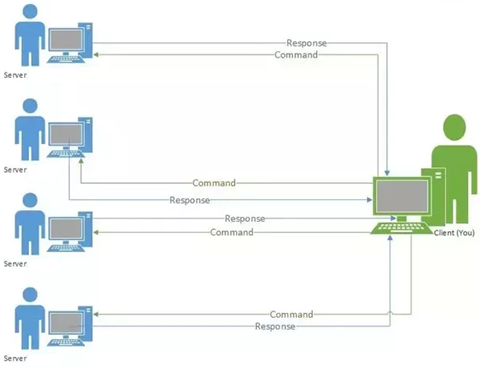 Response
Command
Server
Command
Server
Response
Response
Command
Client (You)
Server
Command
Response
Server